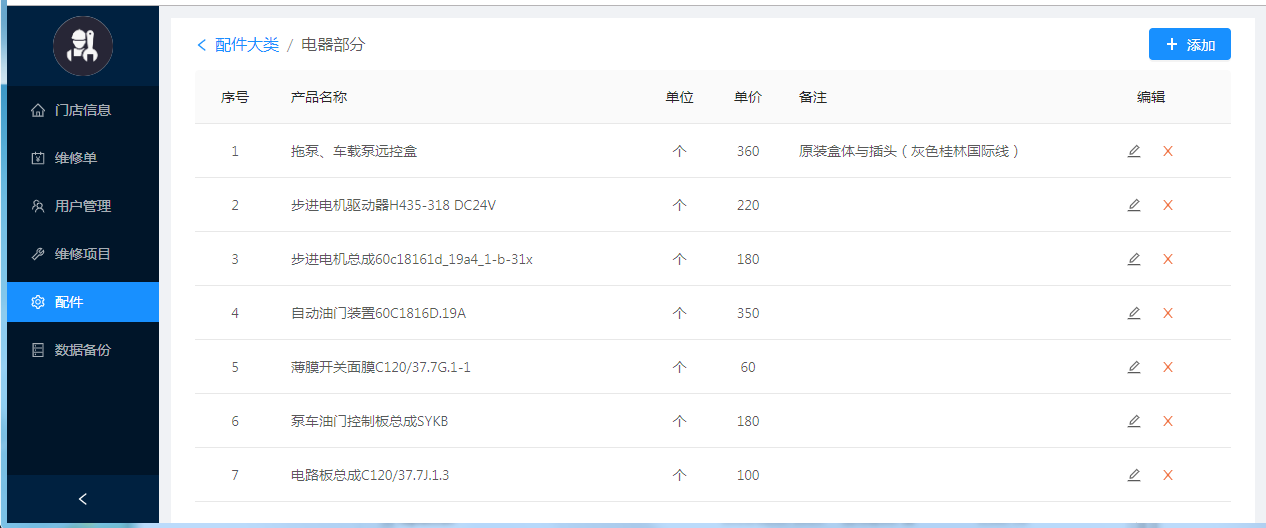 配件大类 / 电器部分
添加
门店信息
维修单
用户管理
维修项目
配件
数据备份
序号 产品名称 单位 单价 备注 编辑
1 拖泵、车载泵远控盒 个 360 原装盒体与插头（灰色桂林国际线）
2 步进电机驱动器H435-318 DC24V 个 220
3 步进电机总成60c18161d_19a4_1-b-31x 个 180
4 自动油门装置60C1816D.19A 个 350
5 薄膜开关面膜C120/37.7G.1-1 个 60
6 泵车油门控制板总成SYKB 个 180
7 电路板总成C120/37.7J.1.3 个 100